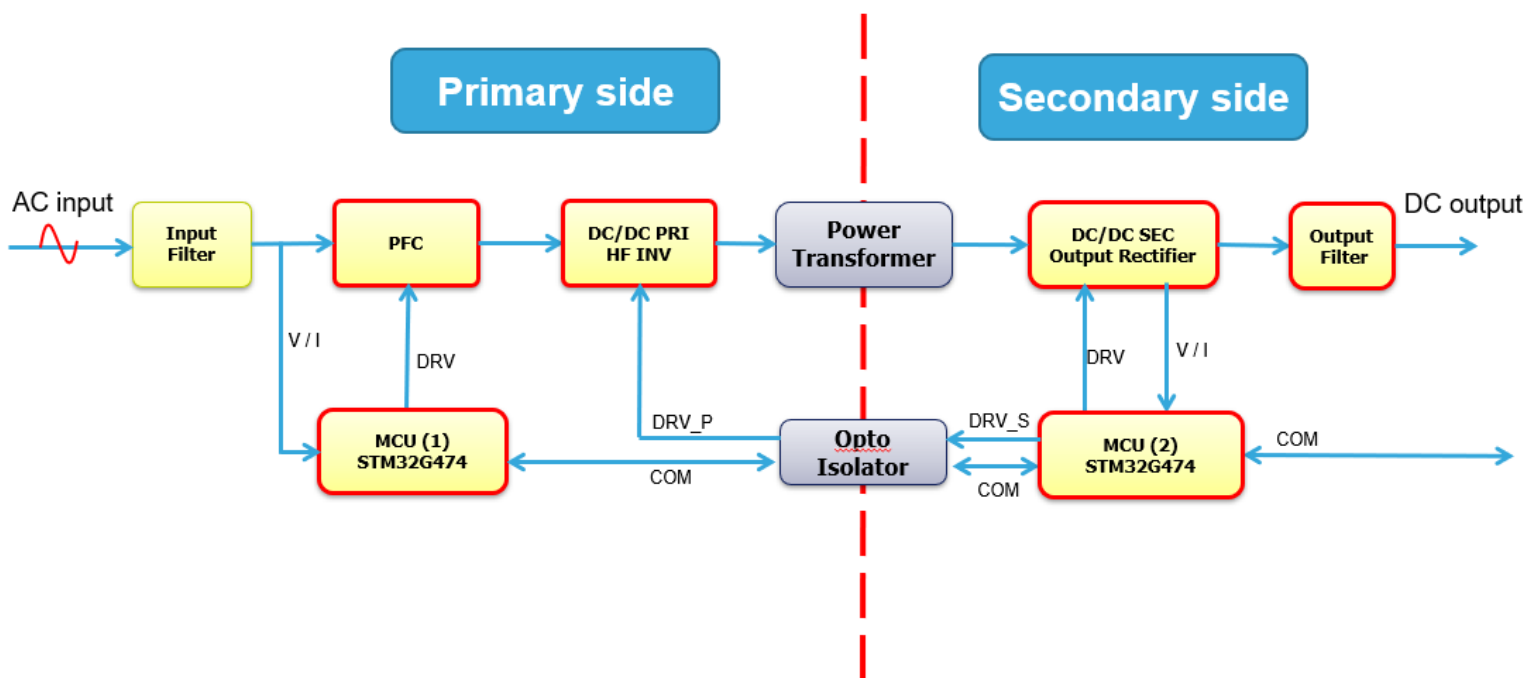 Primary side
Secondary side
AC input
Input
Filter
PFC
DC/DC PRI
HF INV
Power
Transformer
DC/DC SEC
Output Rectifier
Output
Filter
DC output
V / I
DRV
DRV
V / I
MCU (1)
STM32G474
DRV_P
COM
Opto
Isolator
DRV_S
COM
MCU (2)
STM32G474
COM